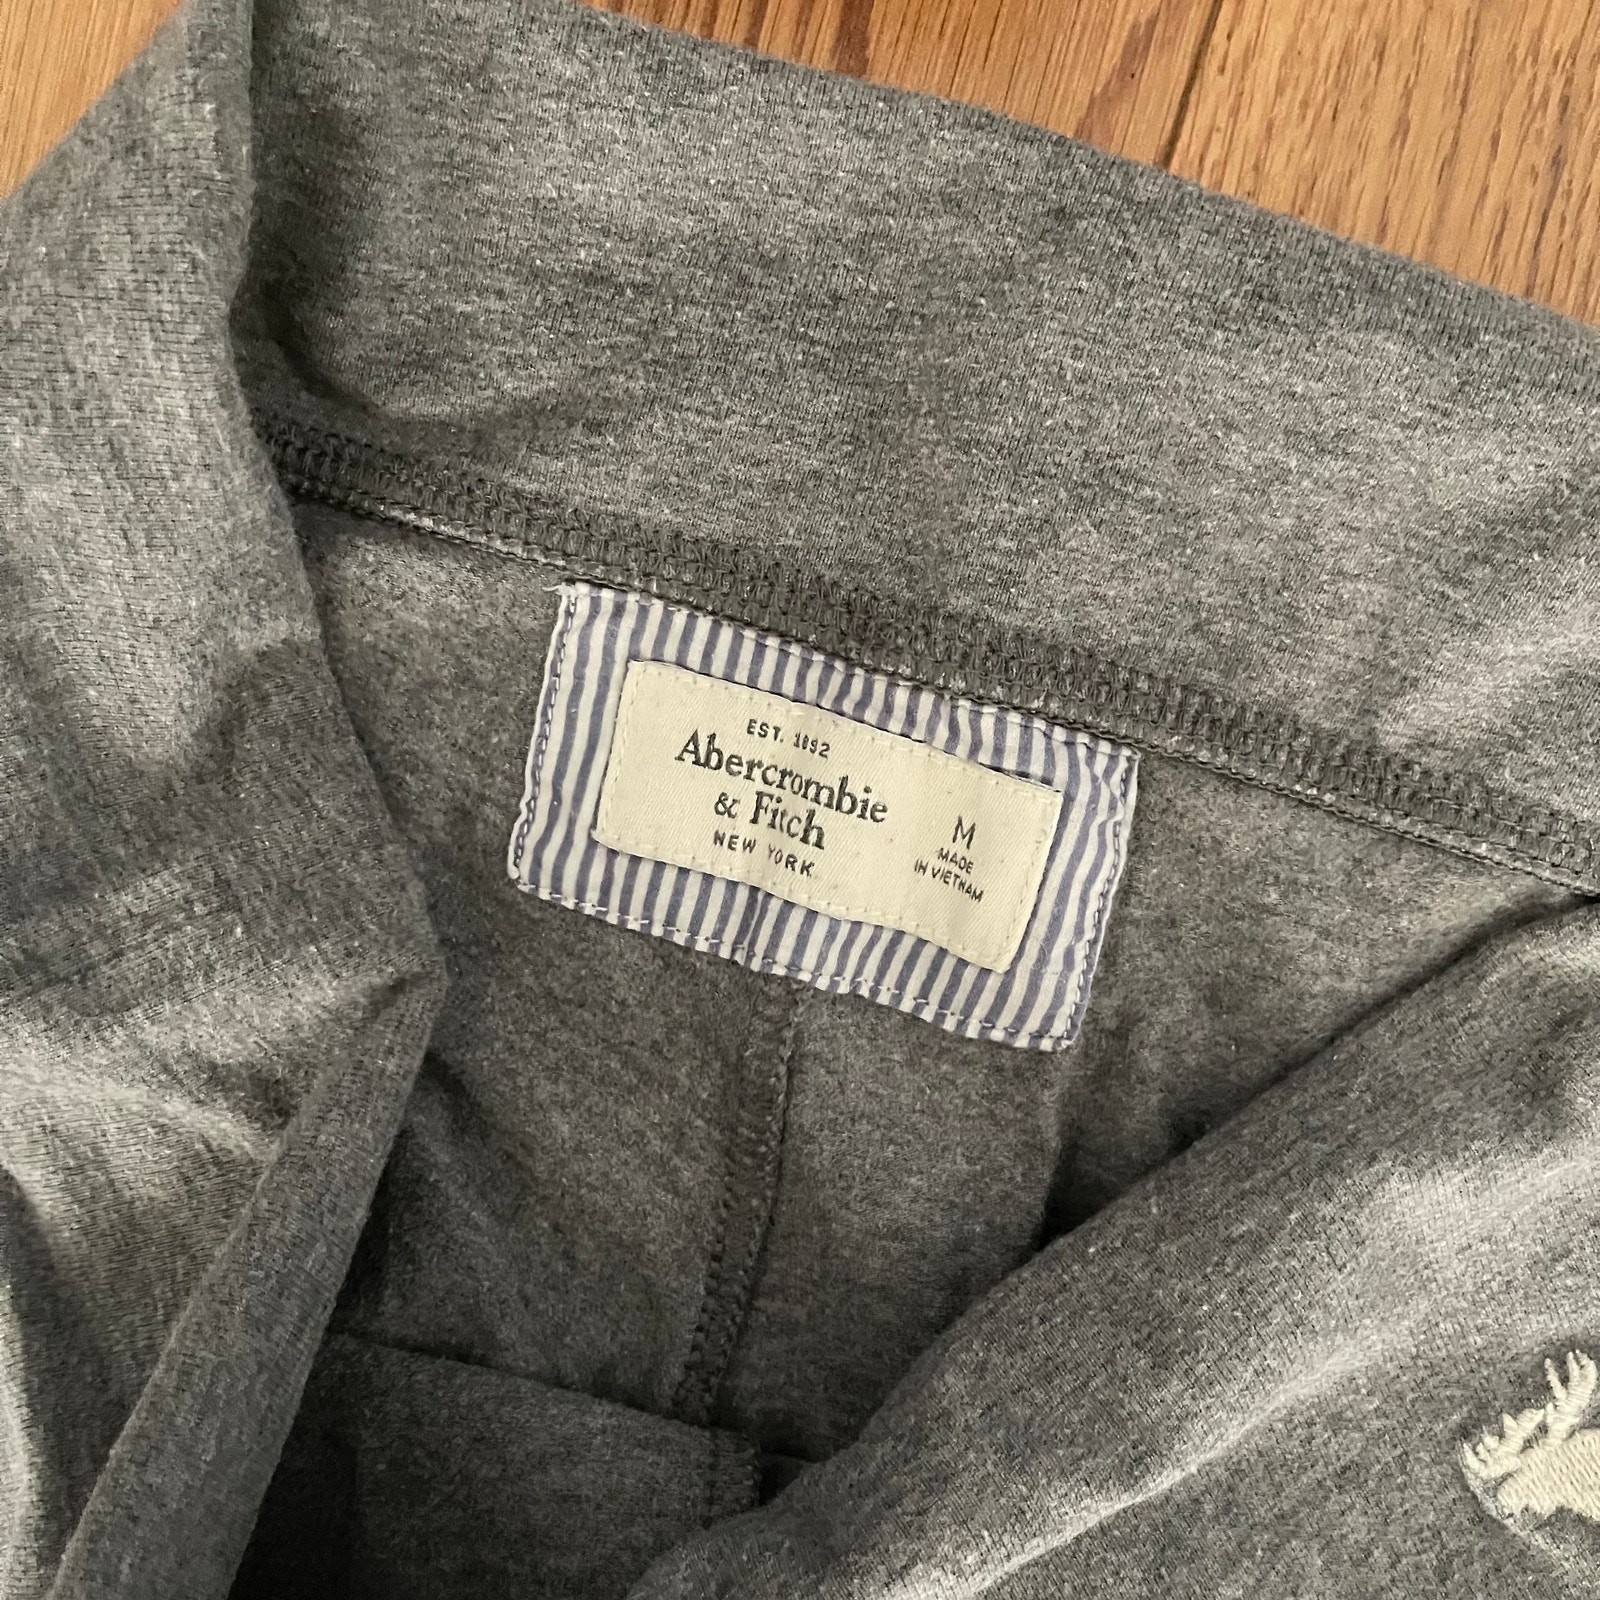 EST. 1892
Abercrombie
& Fitch
NEW YORK
M
MADE
IN VIETNAM